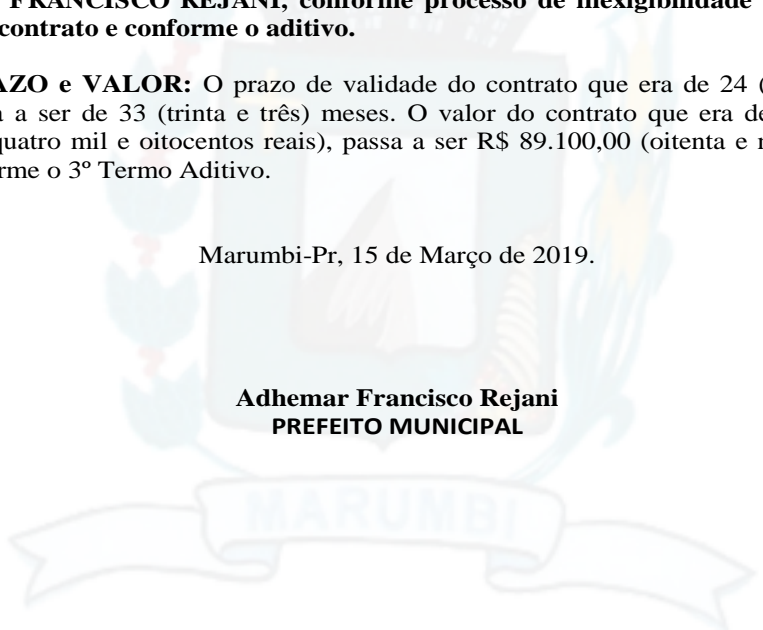 FRANCISCO REJANI, conforme processo de inexigibilidade
contrato e conforme o aditivo.
AZO e VALOR: O prazo de validade do contrato que era de 24 (
a a ser de 33 (trinta e três) meses. O valor do contrato que era de
quatro mil e oitocentos reais), passa a ser R$ 89.100,00 (oitenta e
rme o 3º Termo Aditivo.
Marumbi-Pr, 15 de Março de 2019.
Adhemar Francisco Rejani
PREFEITO MUNICIPAL
MARUMBI